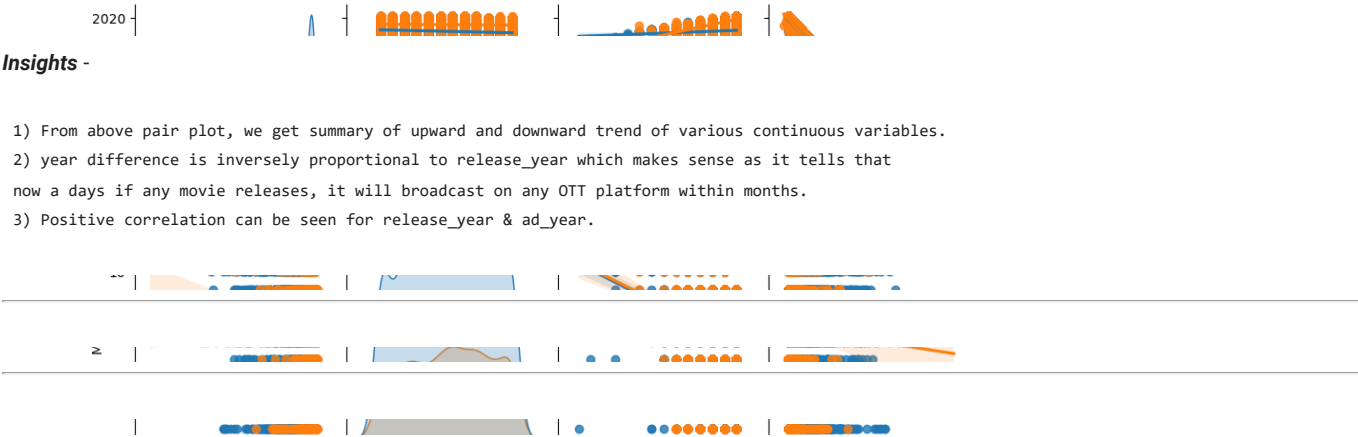 2020
Insights -
1) From above pair plot, we get summary of upward and downward trend of various continuous variables.
2) year difference is inversely proportional to release_year which makes sense as it tells that
now a days if any movie releases, it will broadcast on any OTT platform within months.
3) Positive correlation can be seen for release_year & ad_year.
M